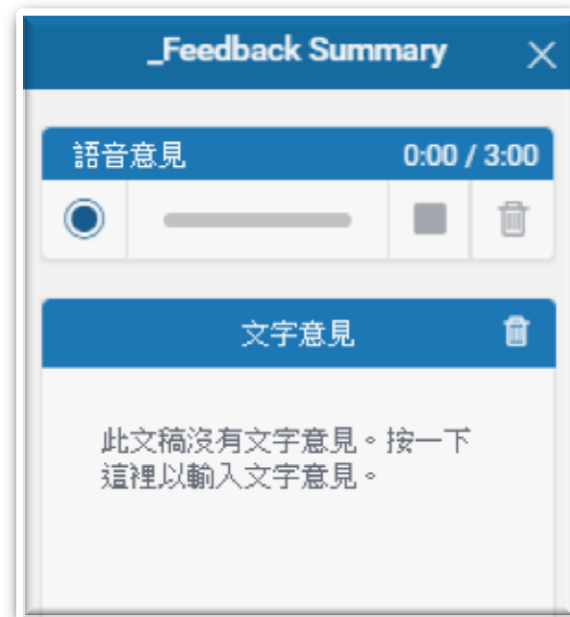 _Feedback Summary
語音意見 0:00 / 3:00
文字意見
此文稿沒有文字意見。按一下
這裡以輸入文字意見。